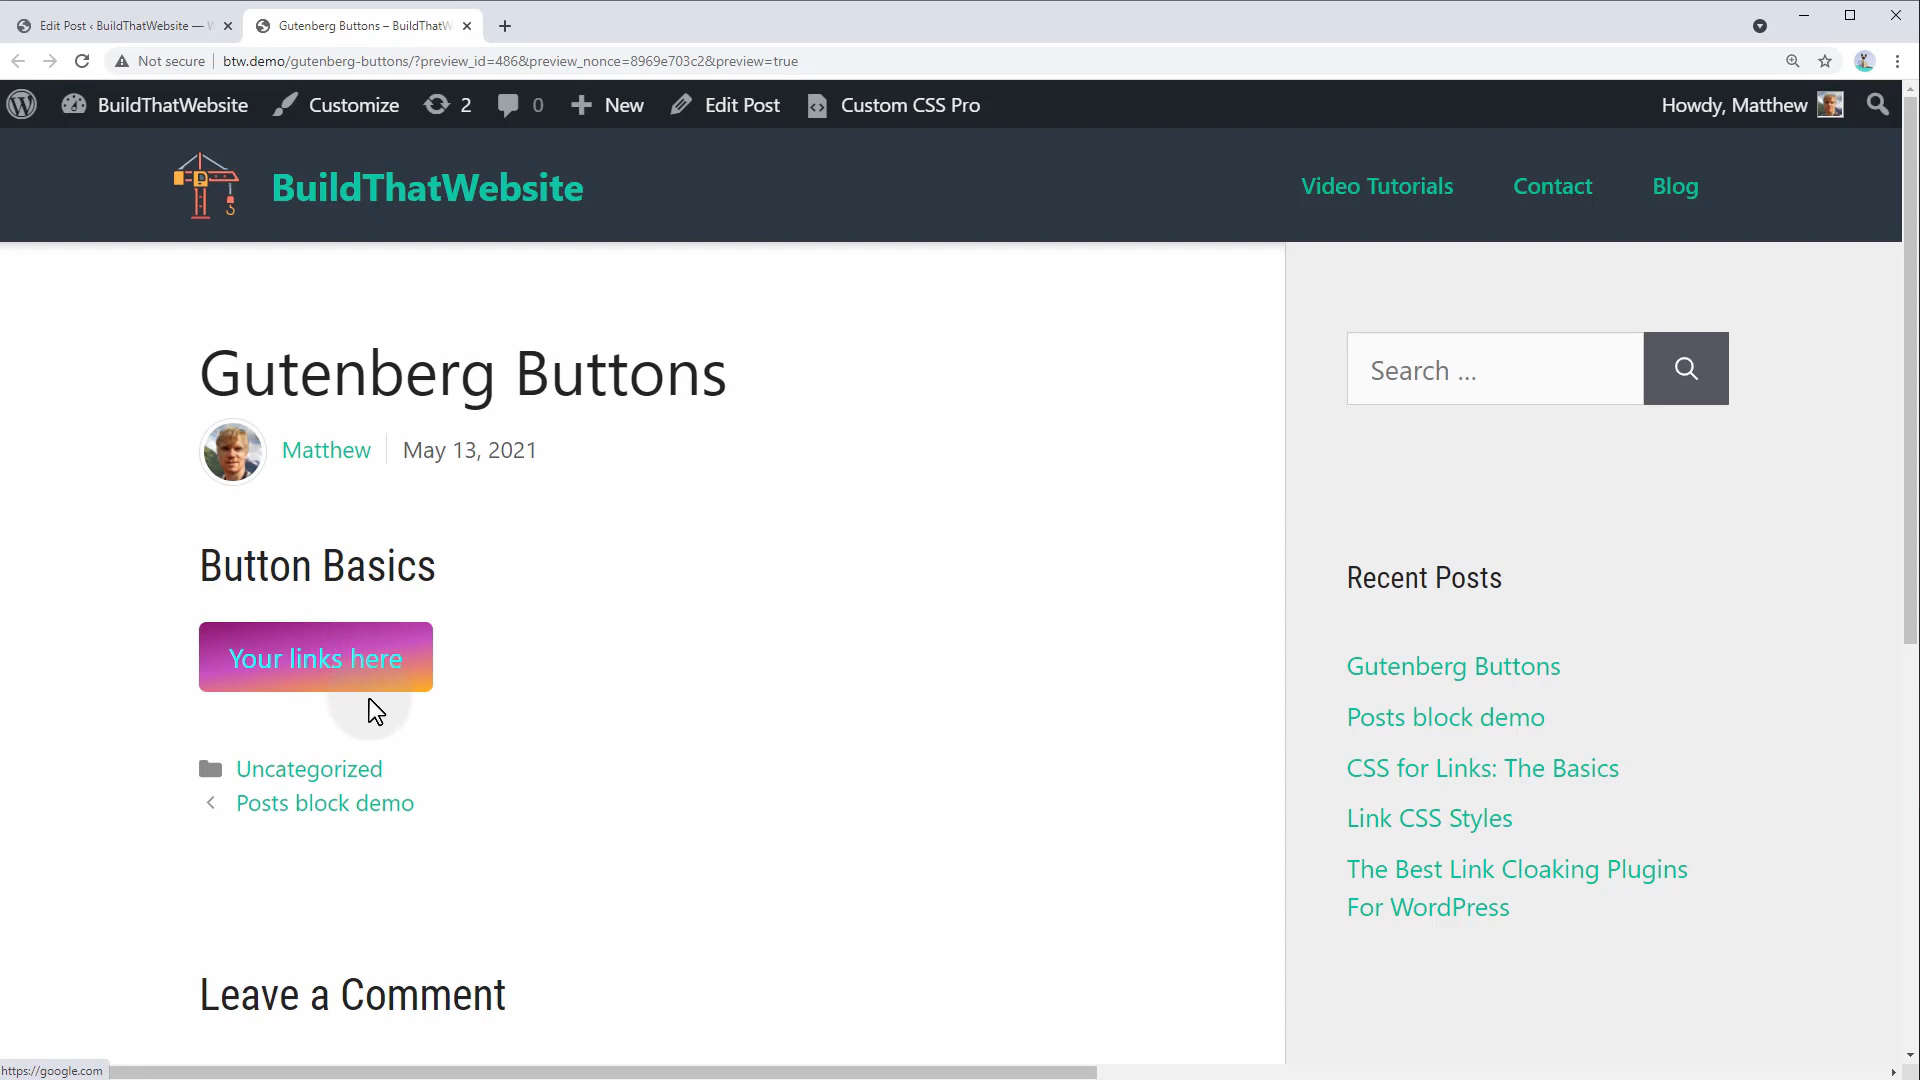 Edit Post ‹ BuildThatWebsite — W
Gutenberg Buttons – BuildThatW
Not secure
btw.demo/gutenberg-buttons/?preview_id=486&preview_nonce=8969e703c2&preview=true
BuildThatWebsite
Customize
2
0
New
Edit Post
Custom CSS Pro
Howdy, Matthew
BuildThatWebsite
Video Tutorials
Contact
Blog
Gutenberg Buttons
Matthew
May 13, 2021
Button Basics
Your links here
Uncategorized
Posts block demo
Leave a Comment
Search ...
Recent Posts
Gutenberg Buttons
Posts block demo
CSS for Links: The Basics
Link CSS Styles
The Best Link Cloaking Plugins
For WordPress
https://google.com